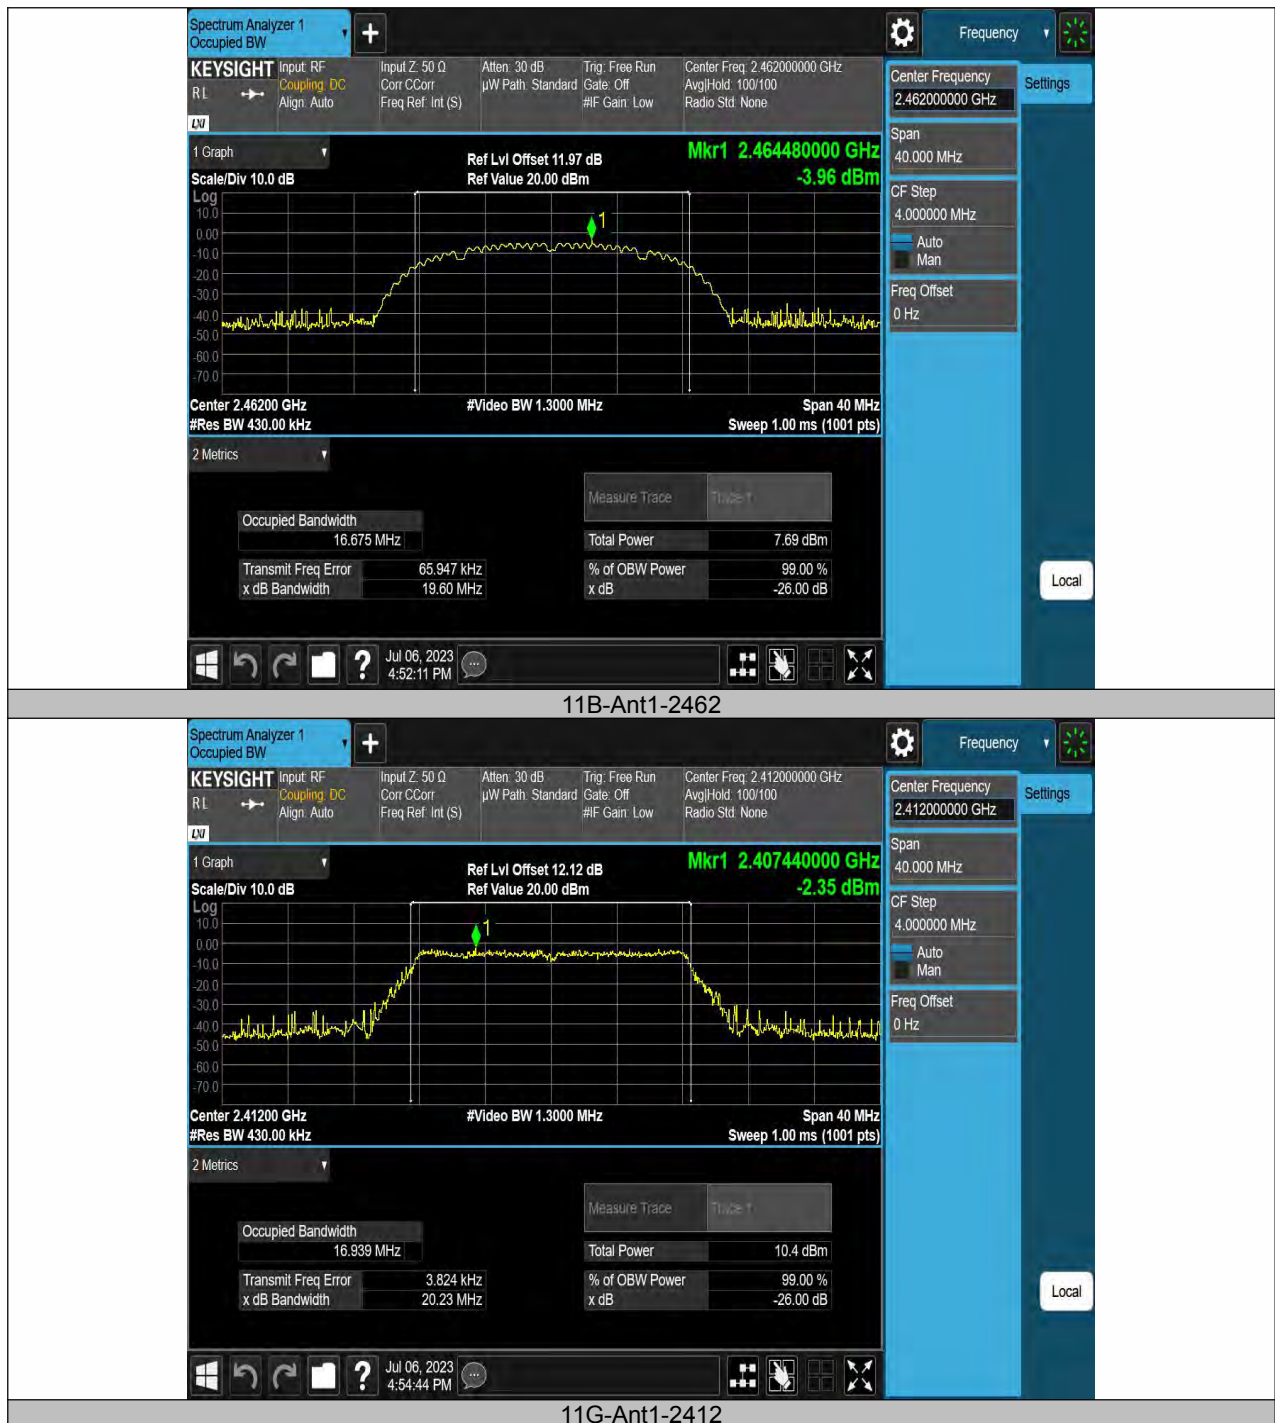 Spectrum Analyzer 1
Occupied BW
Frequency
KEYSIGHT
Input: RF
Coupling: DC
Align: Auto
Input Z: 50 Ω
Corr CCorr
Freq Ref: Int (S)
Atten: 30 dB
µW Path: Standard
Trig: Free Run
Gate: Off
#IF Gain: Low
Center Freq: 2.462000000 GHz
Avg|Hold: 100/100
Radio Std: None
R L
LXI
Center Frequency
2.462000000 GHz
Settings
Span
40.000 MHz
CF Step
4.000000 MHz
Auto
Man
Freq Offset
0 Hz
Local
1 Graph
Scale/Div 10.0 dB
Ref Lvl Offset 11.97 dB
Ref Value 20.00 dBm
Mkr1 2.464480000 GHz
-3.96 dBm
Log
10.0
0.00
-10.0
-20.0
-30.0
-40.0
-50.0
-60.0
-70.0
1
Center 2.46200 GHz
#Video BW 1.3000 MHz
Span 40 MHz
#Res BW 430.00 kHz
Sweep 1.00 ms (1001 pts)
2 Metrics
Measure Trace
Trace 1
Occupied Bandwidth
16.675 MHz
Total Power
7.69 dBm
Transmit Freq Error
65.947 kHz
% of OBW Power
99.00 %
x dB Bandwidth
19.60 MHz
x dB
-26.00 dB
Jul 06, 2023
4:52:11 PM
11B-Ant1-2462
Spectrum Analyzer 1
Occupied BW
Frequency
KEYSIGHT
Input: RF
Coupling: DC
Align: Auto
Input Z: 50 Ω
Corr CCorr
Freq Ref: Int (S)
Atten: 30 dB
µW Path: Standard
Trig: Free Run
Gate: Off
#IF Gain: Low
Center Freq: 2.412000000 GHz
Avg|Hold: 100/100
Radio Std: None
R L
LXI
Center Frequency
2.412000000 GHz
Settings
Span
40.000 MHz
CF Step
4.000000 MHz
Auto
Man
Freq Offset
0 Hz
Local
1 Graph
Scale/Div 10.0 dB
Ref Lvl Offset 12.12 dB
Ref Value 20.00 dBm
Mkr1 2.407440000 GHz
-2.35 dBm
Log
10.0
0.00
-10.0
-20.0
-30.0
-40.0
-50.0
-60.0
-70.0
1
Center 2.41200 GHz
#Video BW 1.3000 MHz
Span 40 MHz
#Res BW 430.00 kHz
Sweep 1.00 ms (1001 pts)
2 Metrics
Measure Trace
Trace 1
Occupied Bandwidth
16.939 MHz
Total Power
10.4 dBm
Transmit Freq Error
3.824 kHz
% of OBW Power
99.00 %
x dB Bandwidth
20.23 MHz
x dB
-26.00 dB
Jul 06, 2023
4:54:44 PM
11G-Ant1-2412